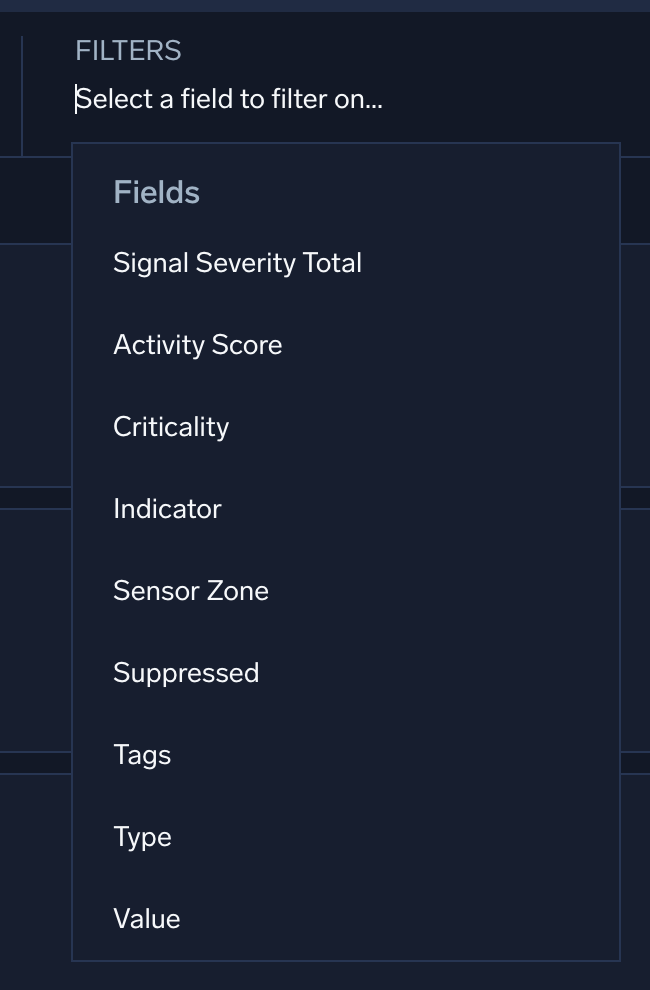 FILTERS
Select a field to filter on...
Fields
Signal Severity Total
Activity Score
Criticality
Indicator
Sensor Zone
Suppressed
Tags
Type
Value